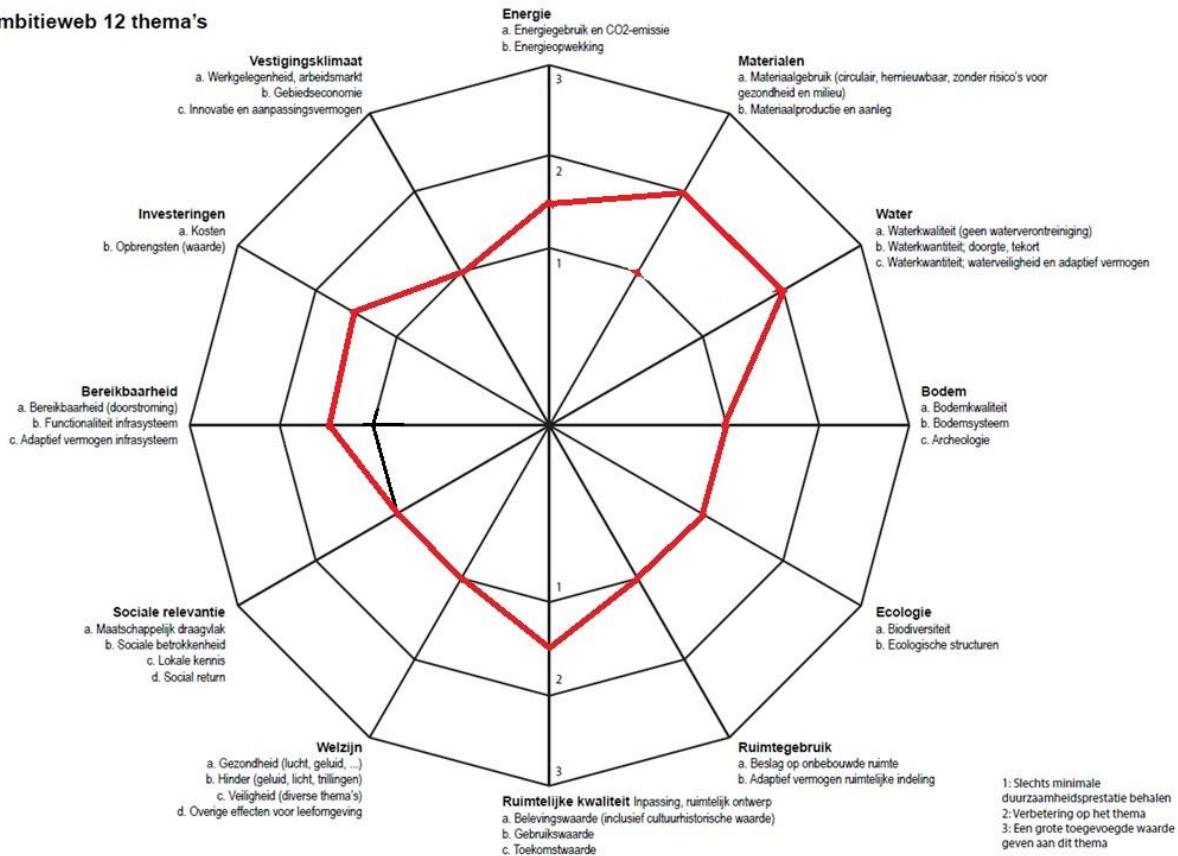 mbitieweb 12 thema's
Energie
a. Energiegebruik en CO2-emissie
b. Energieopwekking
Materialen
a. Materiaalgebruik (circulair, hernieuwbaar, zonder risico's voor
gezondheid en milieu)
b. Materiaalproductie en aanleg
Water
a. Waterkwaliteit (geen waterverontreiniging)
b. Waterkwantiteit; doorgte, tekort
c. Waterkwantiteit; waterveiligheid en adaptief vermogen
Bodem
a. Bodemkwaliteit
b. Bodemsysteem
c. Archeologie
Ecologie
a. Biodiversiteit
b. Ecologische structuren
Ruimtegebruik
a. Beslag op onbebouwde ruimte
b. Adaptief vermogen ruimtelijke indeling
Ruimtelijke kwaliteit Inpassing, ruimtelijk ontwerp
a. Belevingswaarde (inclusief cultuurhistorische waarde)
b. Gebruikswaarde
c. Toekomstwaarde
Welzijn
a. Gezondheid (lucht, geluid, ...)
b. Hinder (geluid, licht, trillingen)
c. Veiligheid (diverse thema's)
d. Overige effecten voor leefomgeving
Sociale relevantie
a. Maatschappelijk draagvlak
b. Sociale betrokkenheid
c. Lokale kennis
d. Social return
Bereikbaarheid
a. Bereikbaarheid (doorstroming)
b. Functionaliteit infrasysteem
c. Adaptief vermogen infrasysteem
Investeringen
a. Kosten
b. Opbrengsten (waarde)
Vestigingsklimaat
a. Werkgelegenheid, arbeidsmarkt
b. Gebiedseconomie
c. Innovatie en aanpassingsvermogen
3
2
1
1
2
3
1: Slechts minimale
duurzaamheidsprestatie behalen
2: Verbetering op het thema
3: Een grote toegevoegde waarde
geven aan dit thema